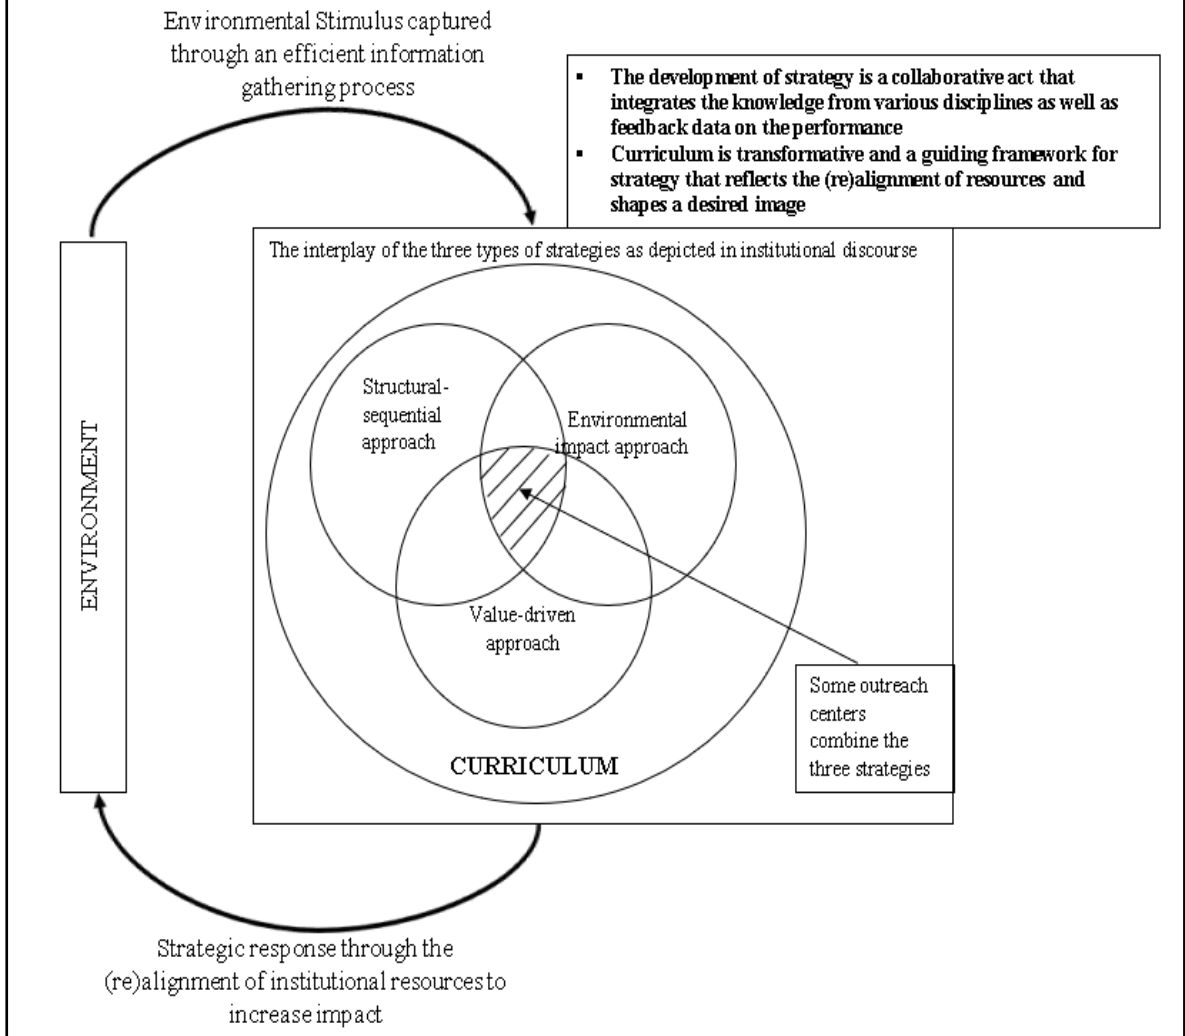 Environmental Stimulus captured
through an efficient information
gathering process
▪ The development of strategy is a collaborative act that
integrates the knowledge from various disciplines as well as
feedback data on the performance
▪ Curriculum is transformative and a guiding framework for
strategy that reflects the (re)alignment of resources and
shapes a desired image
The interplay of the three types of strategies as depicted in institutional discourse
Structural-
sequential
approach
Environmental
impact approach
ENVIRONMENT
Value-driven
approach
Some outreach
centers
combine the
three strategies
CURRICULUM
Strategic response through the
(re)alignment of institutional resources to
increase impact